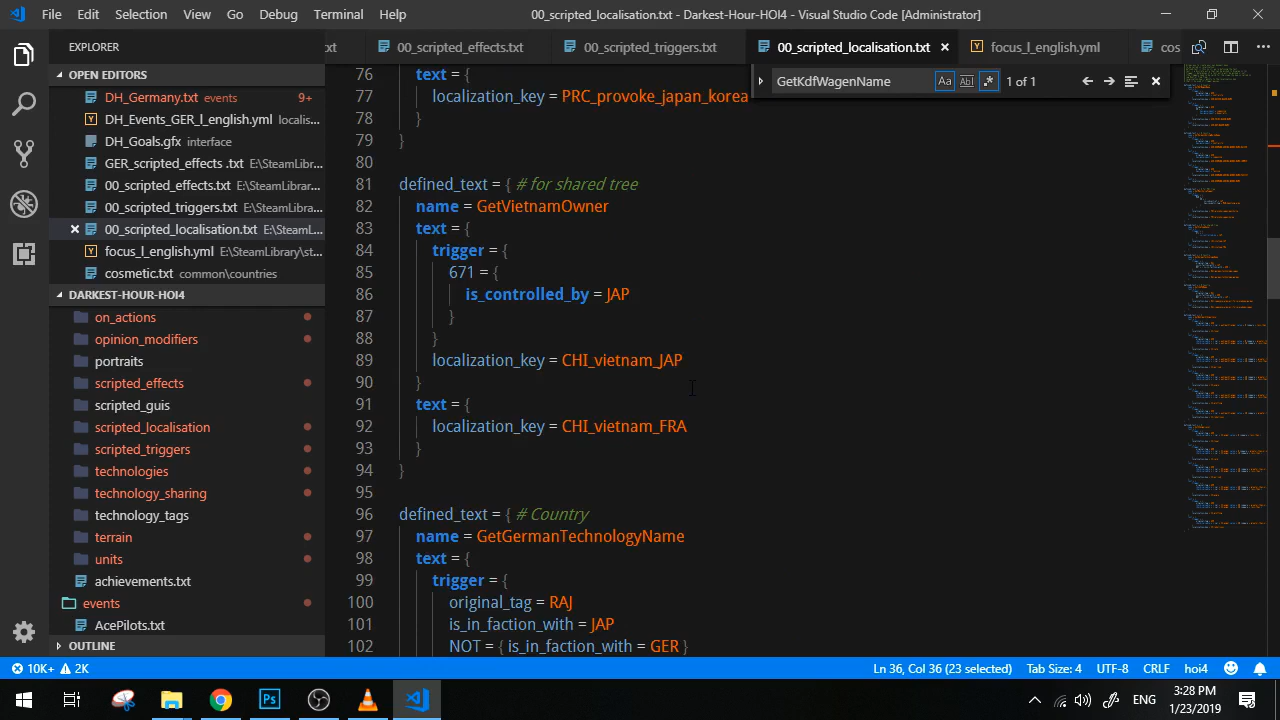 File Edit Selection View Go Debug Terminal Help 00_scripted_localisation.txt - Darkest-Hour-HOI4 - Visual Studio Code [Administrator]
EXPLORER
xt 00_scripted_effects.txt 00_scripted_triggers.txt 00_scripted_localisation.txt focus_l_english.yml cos
GetKdfWagenName Aa Abl .* 1 of 1
OPEN EDITORS
DH_Germany.txt events 9+
DH_Events_GER_l_english.yml localis...
DH_Goals.gfx interface
GER_scripted_effects .txt E:\SteamLibr...
00_scripted_effects.txt E:\SteamLibrary...
00_scripted_triggers.txt E:\SteamLibra...
00_scripted_localisation.txt E:\SteamL...
focus_l_english.yml E:\SteamLibrary\st...
cosmetic.txt common\countries
DARKEST-HOUR-HOI4
on_actions
opinion_modifiers
portraits
scripted_effects
scripted_guis
scripted_localisation
scripted_triggers
technologies
technology_sharing
technology_tags
terrain
units
achievements.txt
events
AcePilots.txt
OUTLINE
76 text = {
77 localization_key = PRC_provoke_japan_korea
78 }
79 }
80
81 defined_text = { # for shared tree
82 name = GetVietnamOwner
83 text = {
84 trigger = {
85 671 = {
86 is_controlled_by = JAP
87 }
88 }
89 localization_key = CHI_vietnam_JAP
90 }
91 text = {
92 localization_key = CHI_vietnam_FRA
93 }
94 }
95
96 defined_text = { # Country
97 name = GetGermanTechnologyName
98 text = {
99 trigger = {
100 original_tag = RAJ
101 is_in_faction_with = JAP
102 NOT = { is_in_faction_with = GER }
10K+ 2K Ln 36, Col 36 (23 selected) Tab Size: 4 UTF-8 CRLF hoi4
Ps ENG 3:28 PM
1/23/2019